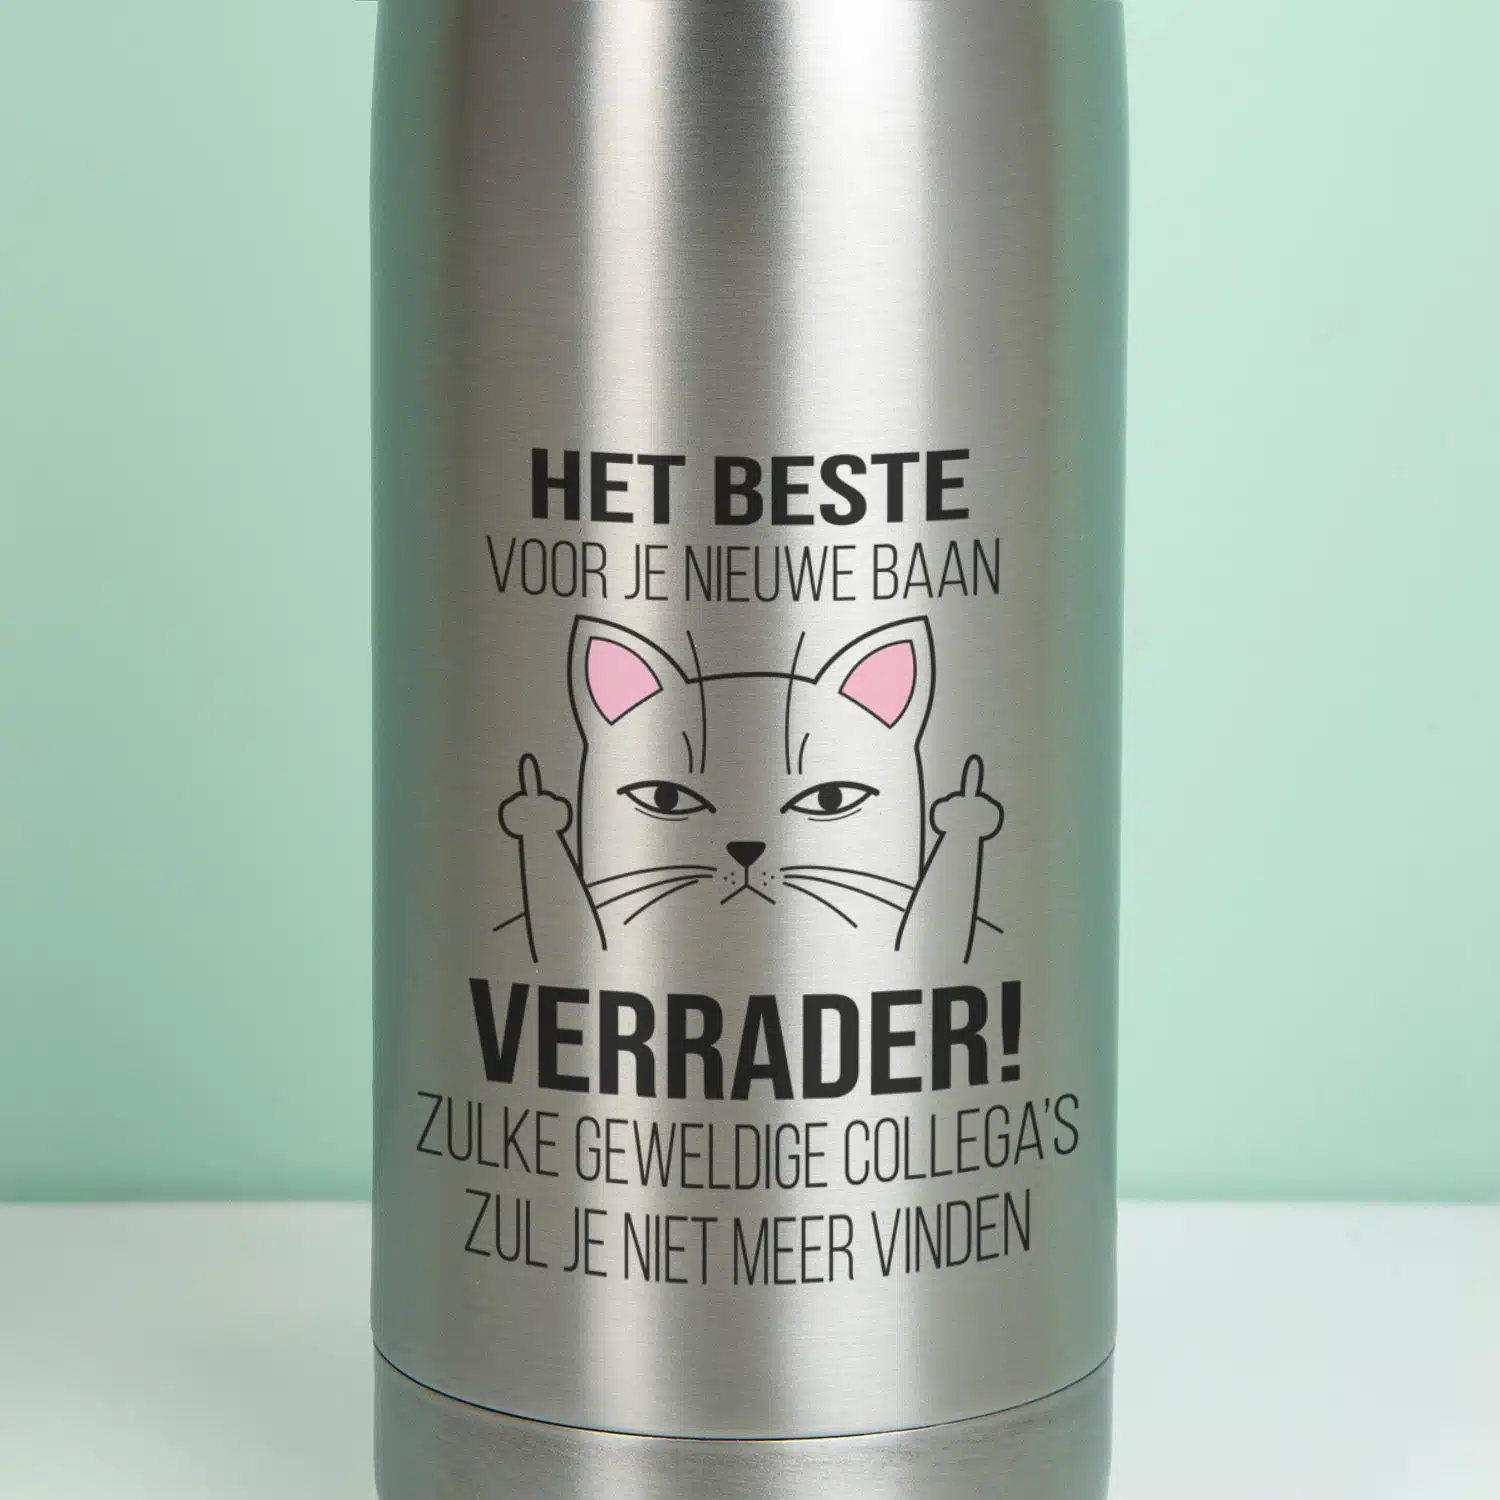 HET BESTE
VOOR JE NIEUWE BAAN
VERRADER!
ZULKE GEWELDIGE COLLEGA'S
ZUL JE NIET MEER VINDEN